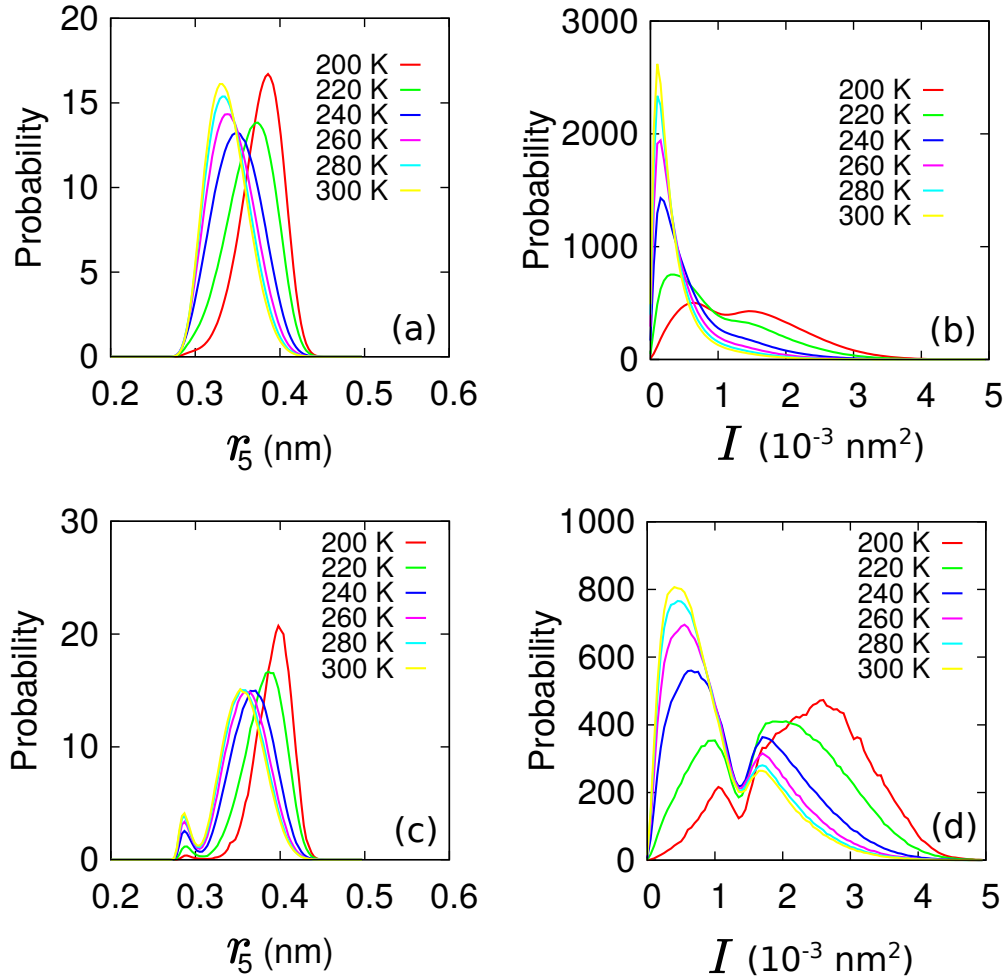 20
15
10
5
0
Probability
200 K
220 K
240 K
260 K
280 K
300 K
(a)
0.2 0.3 0.4 0.5 0.6
r5 (nm)
3000
2000
1000
0
Probability
200 K
220 K
240 K
260 K
280 K
300 K
(b)
0 1 2 3 4 5
I (10-3 nm2)
30
20
10
0
Probability
200 K
220 K
240 K
260 K
280 K
300 K
(c)
0.2 0.3 0.4 0.5 0.6
r5 (nm)
1000
800
600
400
200
0
Probability
200 K
220 K
240 K
260 K
280 K
300 K
(d)
0 1 2 3 4 5
I (10-3 nm2)